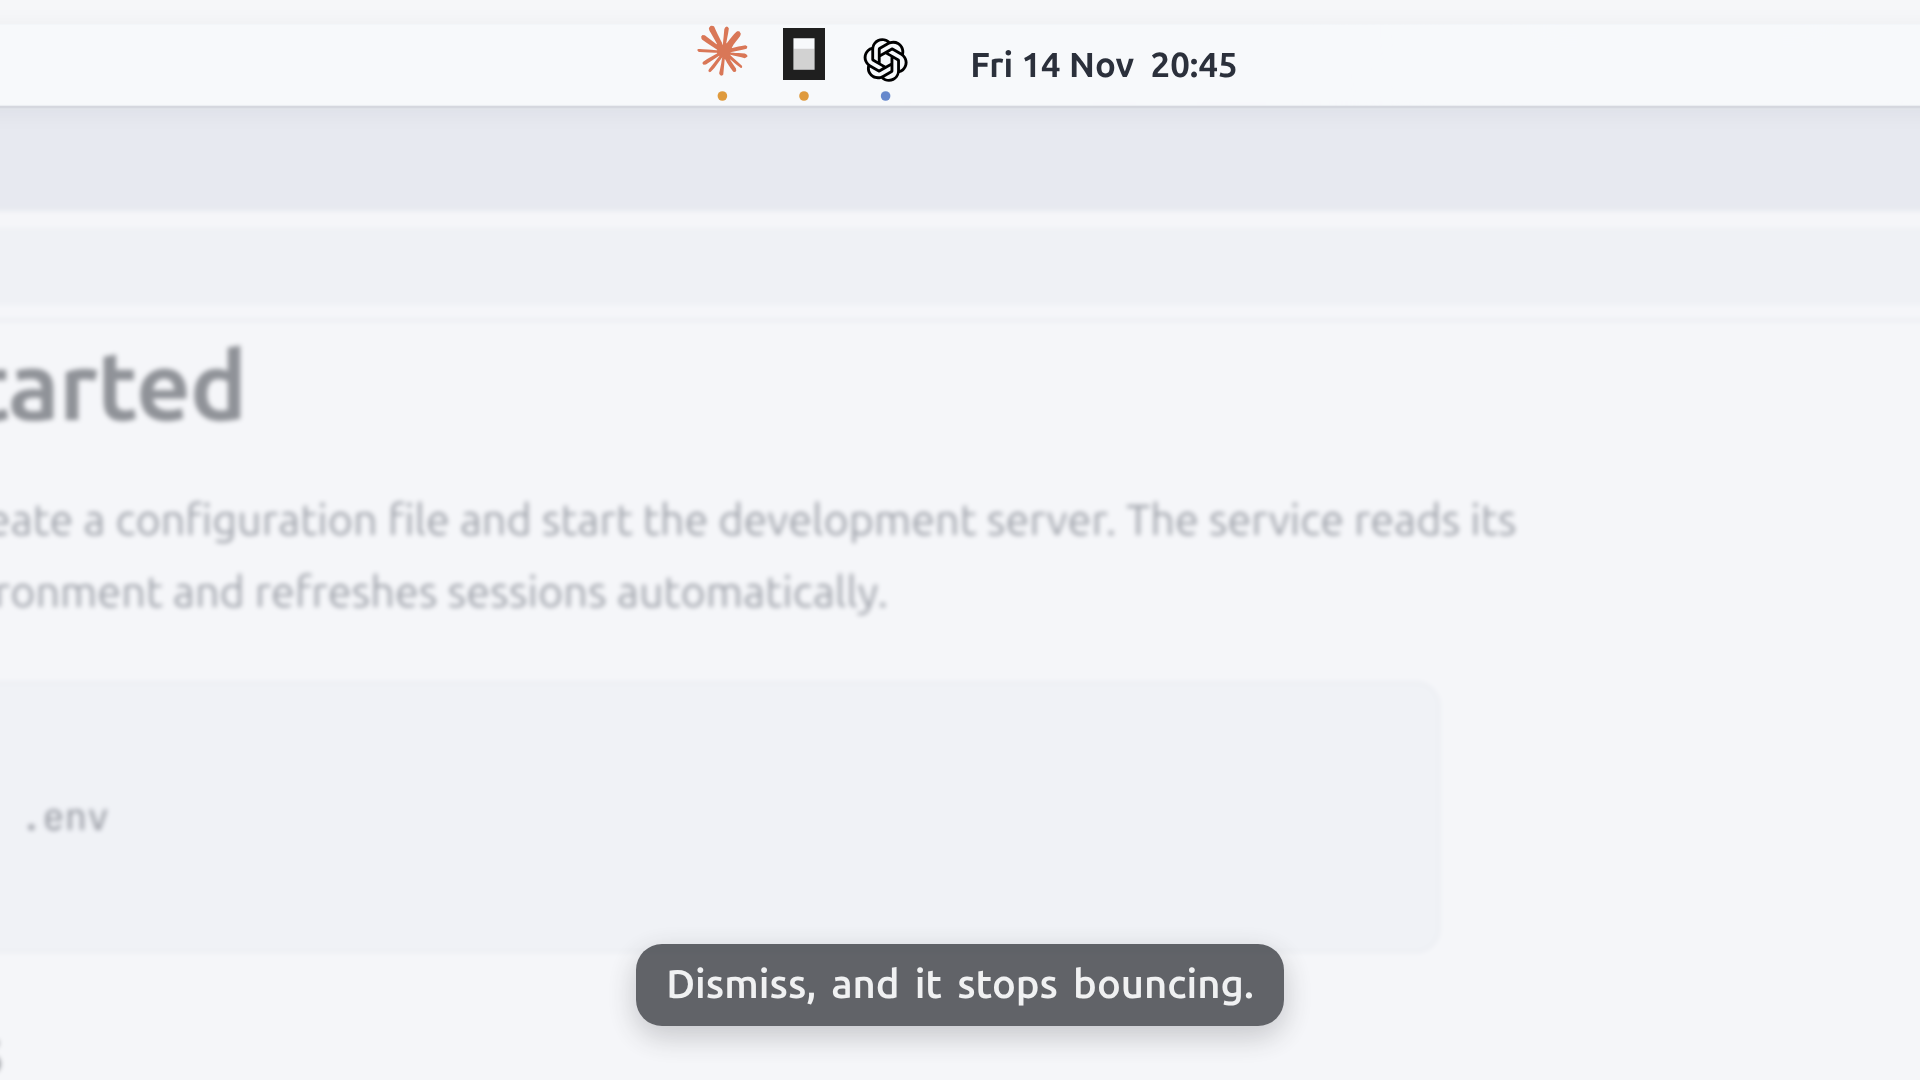 Fri 14 Nov 20:45
tarted
eate a configuration file and start the development server. The service reads its
ronment and refreshes sessions automatically.
.env
Dismiss, and it stops bouncing.